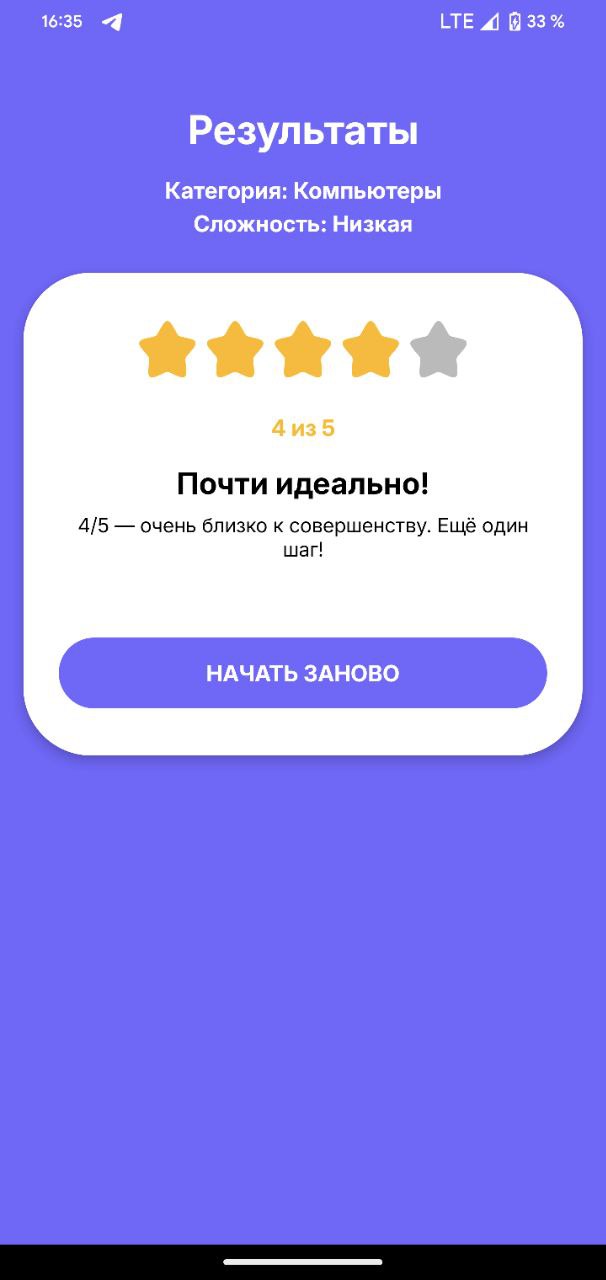 16:35 LTE 33 %
Результаты
Категория: Компьютеры
Сложность: Низкая
4 из 5
Почти идеально!
4/5 — очень близко к совершенству. Ещё один
шаг!
НАЧАТЬ ЗАНОВО